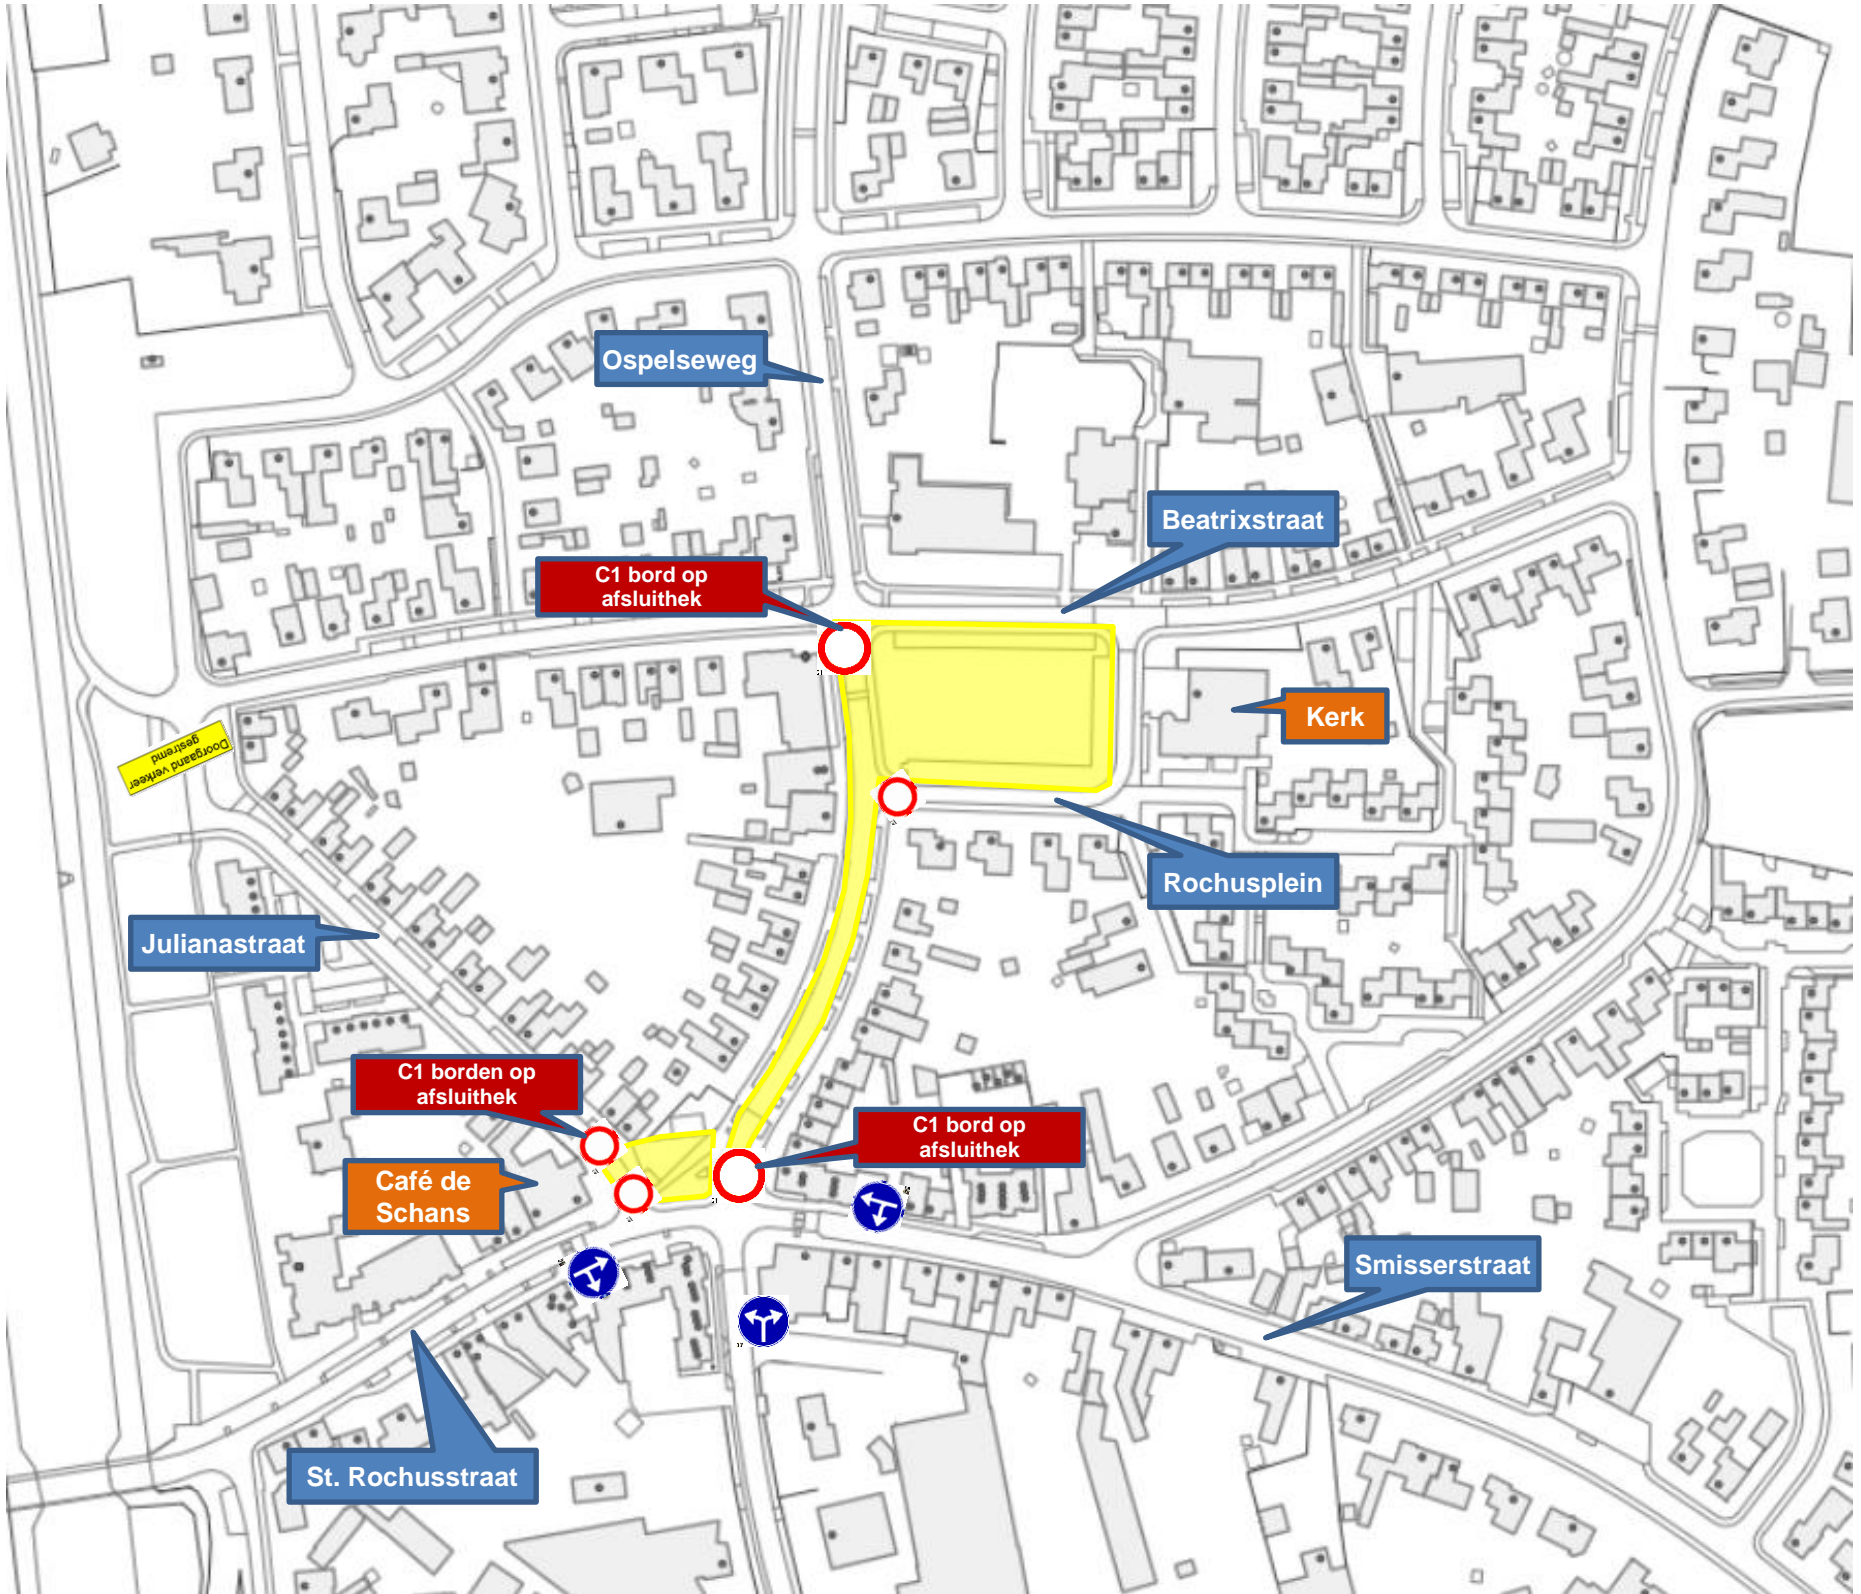 Ospelseweg
Beatrixstraat
C1 bord op
afsluithek
Kerk
Doorgaand verkeer
gestremd
Rochusplein
Julianastraat
C1 borden op
afsluithek
C1 bord op
afsluithek
Café de
Schans
Smisserstraat
St. Rochusstraat